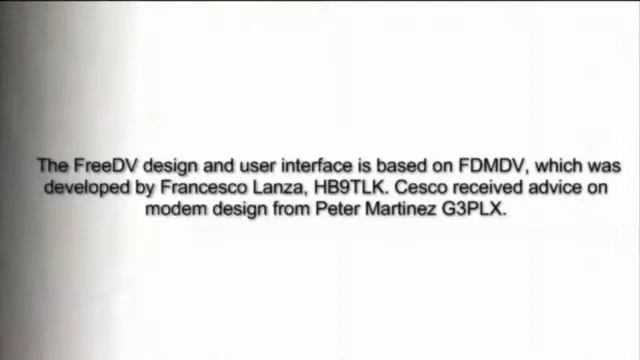 The FreeDV design and user interface is based on FDMDV, which was
developed by Francesco Lanza, HB9TLK. Cesco received advice on
modem design from Peter Martinez G3PLX.